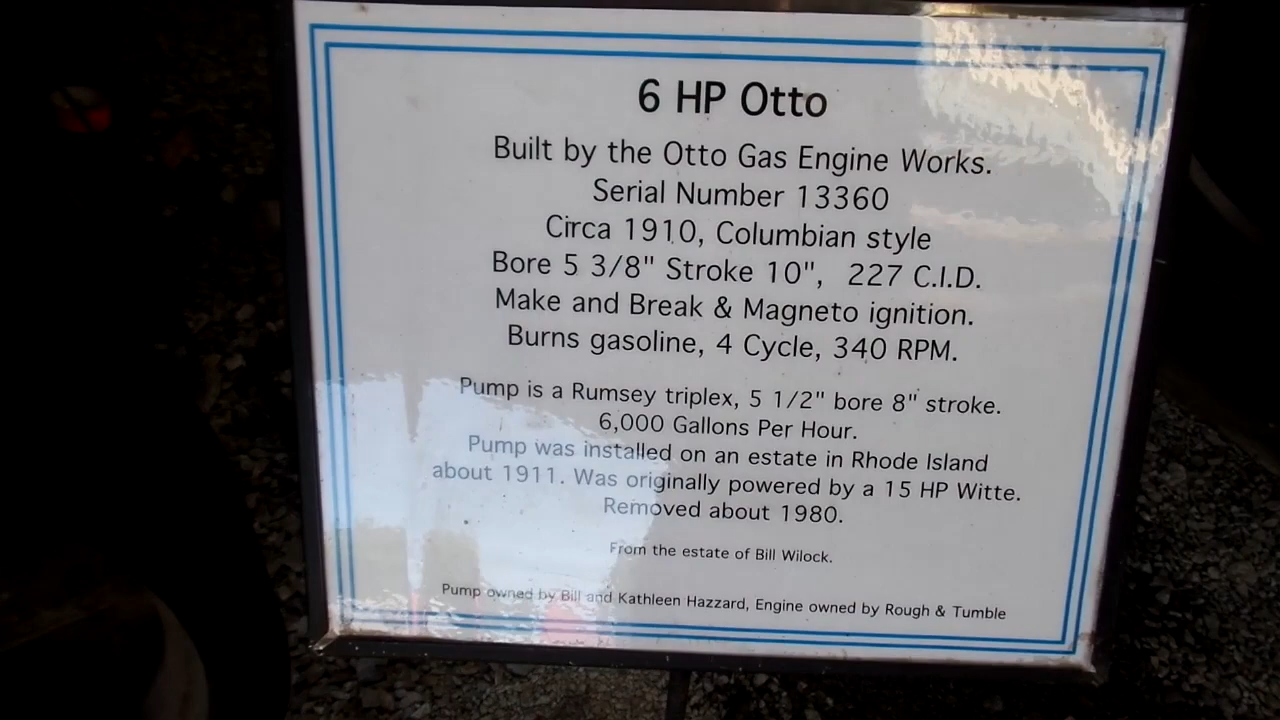 6 HP Otto
Built by the Otto Gas Engine Works.
Serial Number 13360
Circa 1910, Columbian style
Bore 5 3/8" Stroke 10", 227 C.I.D.
Make and Break & Magneto ignition.
Burns gasoline, 4 Cycle, 340 RPM.
Pump is a Rumsey triplex, 5 1/2" bore 8" stroke.
6,000 Gallons Per Hour.
Pump was installed on an estate in Rhode Island
about 1911. Was originally powered by a 15 HP Witte.
Removed about 1980.
From the estate of Bill Wilock.
Pump owned by Bill and Kathleen Hazzard, Engine owned by Rough & Tumble